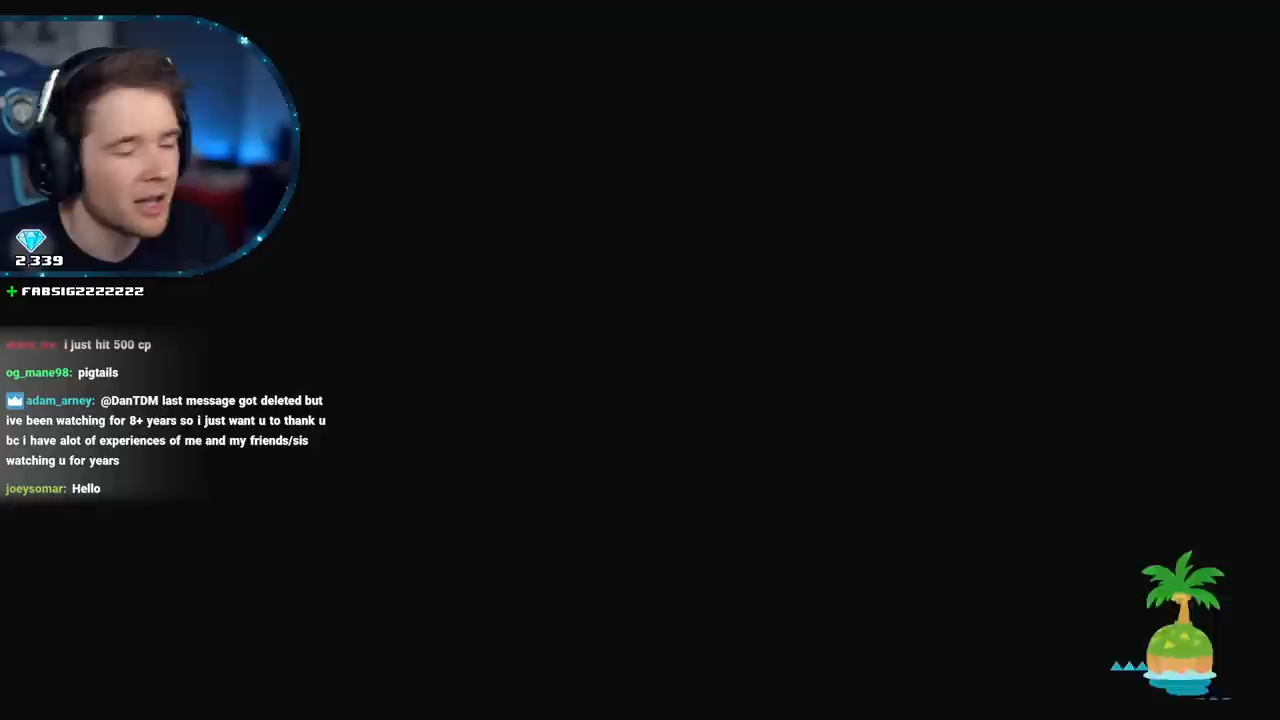 2,339
+ FABSIGZZZZZZZ
i just hit 500 cp
og_mane98: pigtails
adam_arney: @DanTDM last message got deleted but
ive been watching for 8+ years so i just want u to thank u
bc i have alot of experiences of me and my friends/sis
watching u for years
joeysomar: Hello